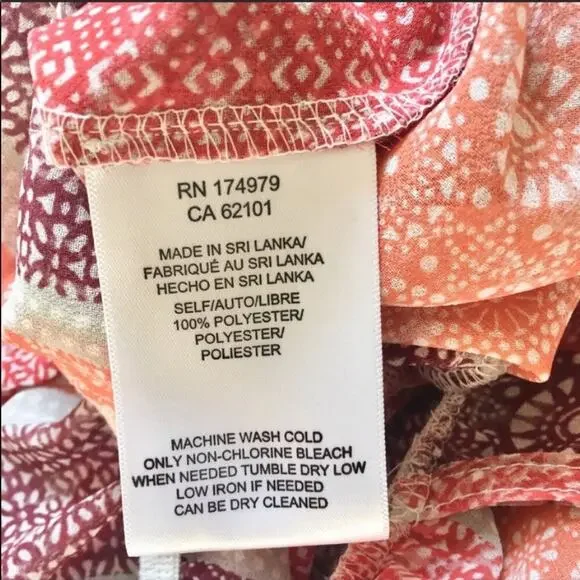 RN 174979
CA 62101
MADE IN SRI LANKA/
FABRIQUÉ AU SRI LANKA
HECHO EN SRI LANKA
SELF/AUTO/LIBRE
100% POLYESTER/
POLYESTER/
POLIESTER
MACHINE WASH COLD
ONLY NON-CHLORINE BLEACH
WHEN NEEDED TUMBLE DRY LOW
LOW IRON IF NEEDED
CAN BE DRY CLEANED